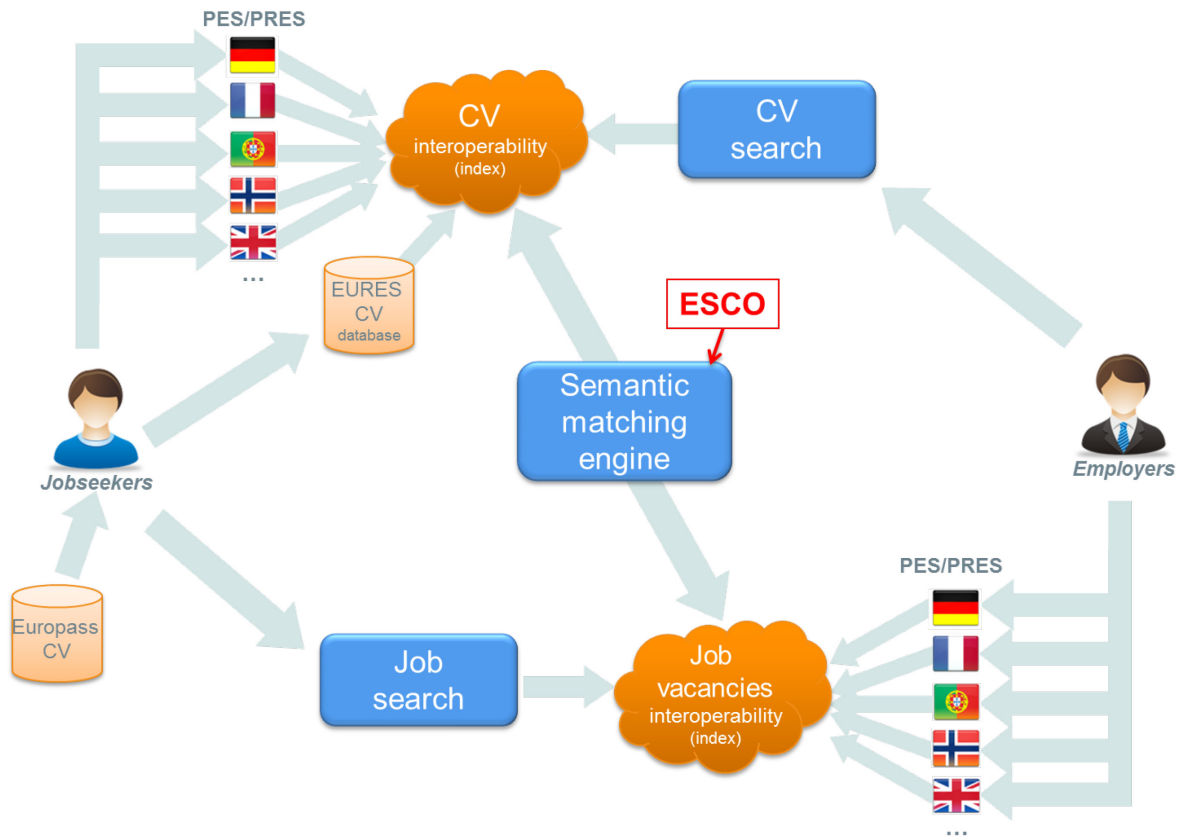 PES/PRES
CV
interoperability
(index)
CV
search
...
EURES
CV
database
ESCO
Semantic
matching
engine
Jobseekers
Employers
PES/PRES
Europass
CV
Job
search
Job
vacancies
interoperability
(index)
...